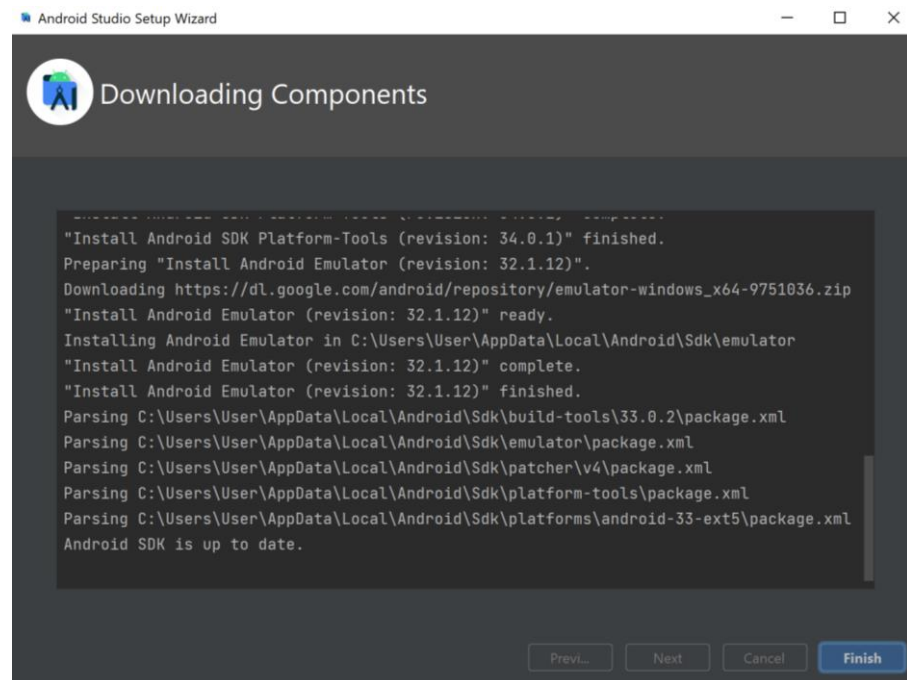 Android Studio Setup Wizard
Downloading Components
"Install Android SDK Platform-Tools (revision: 34.0.1)" finished.
Preparing "Install Android Emulator (revision: 32.1.12)".
Downloading https://dl.google.com/android/repository/emulator-windows_x64-9751036.zip
"Install Android Emulator (revision: 32.1.12)" ready.
Installing Android Emulator in C:\Users\User\AppData\Local\Android\Sdk\emulator
"Install Android Emulator (revision: 32.1.12)" complete.
"Install Android Emulator (revision: 32.1.12)" finished.
Parsing C:\Users\User\AppData\Local\Android\Sdk\build-tools\33.0.2\package.xml
Parsing C:\Users\User\AppData\Local\Android\Sdk\emulator\package.xml
Parsing C:\Users\User\AppData\Local\Android\Sdk\patcher\v4\package.xml
Parsing C:\Users\User\AppData\Local\Android\Sdk\platform-tools\package.xml
Parsing C:\Users\User\AppData\Local\Android\Sdk\platforms\android-33-ext5\package.xml
Android SDK is up to date.
Previ... Next Cancel Finish